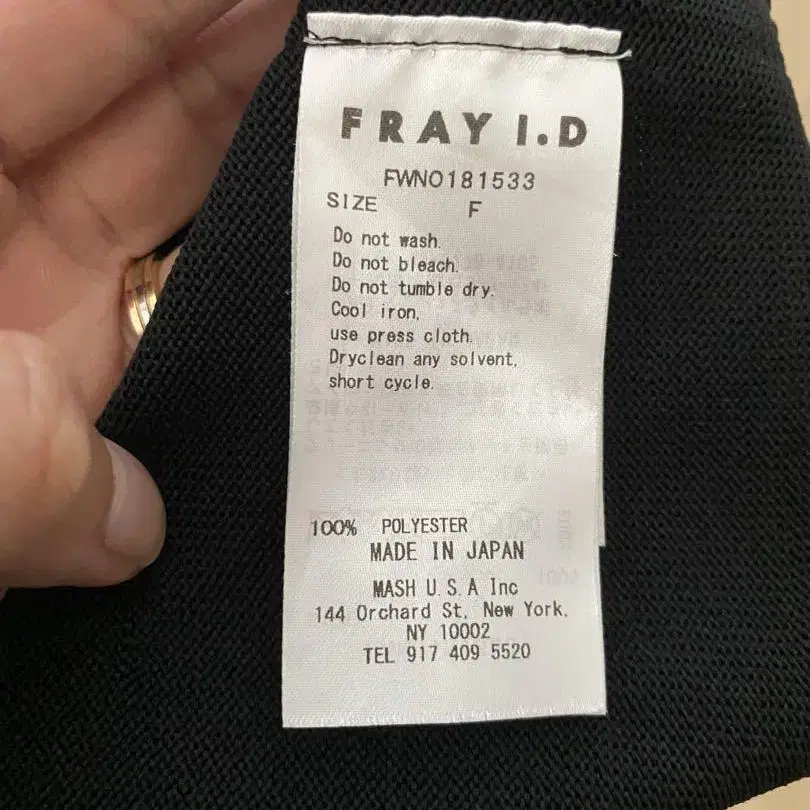 FRAY I.D
FWNO181533
SIZE F
Do not wash.
Do not bleach.
Do not tumble dry.
Cool iron,
use press cloth.
Dryclean any solvent,
short cycle.
100% POLYESTER
MADE IN JAPAN
MASH U.S.A Inc
144 Orchard St, New York,
NY 10002
TEL 917 409 5520